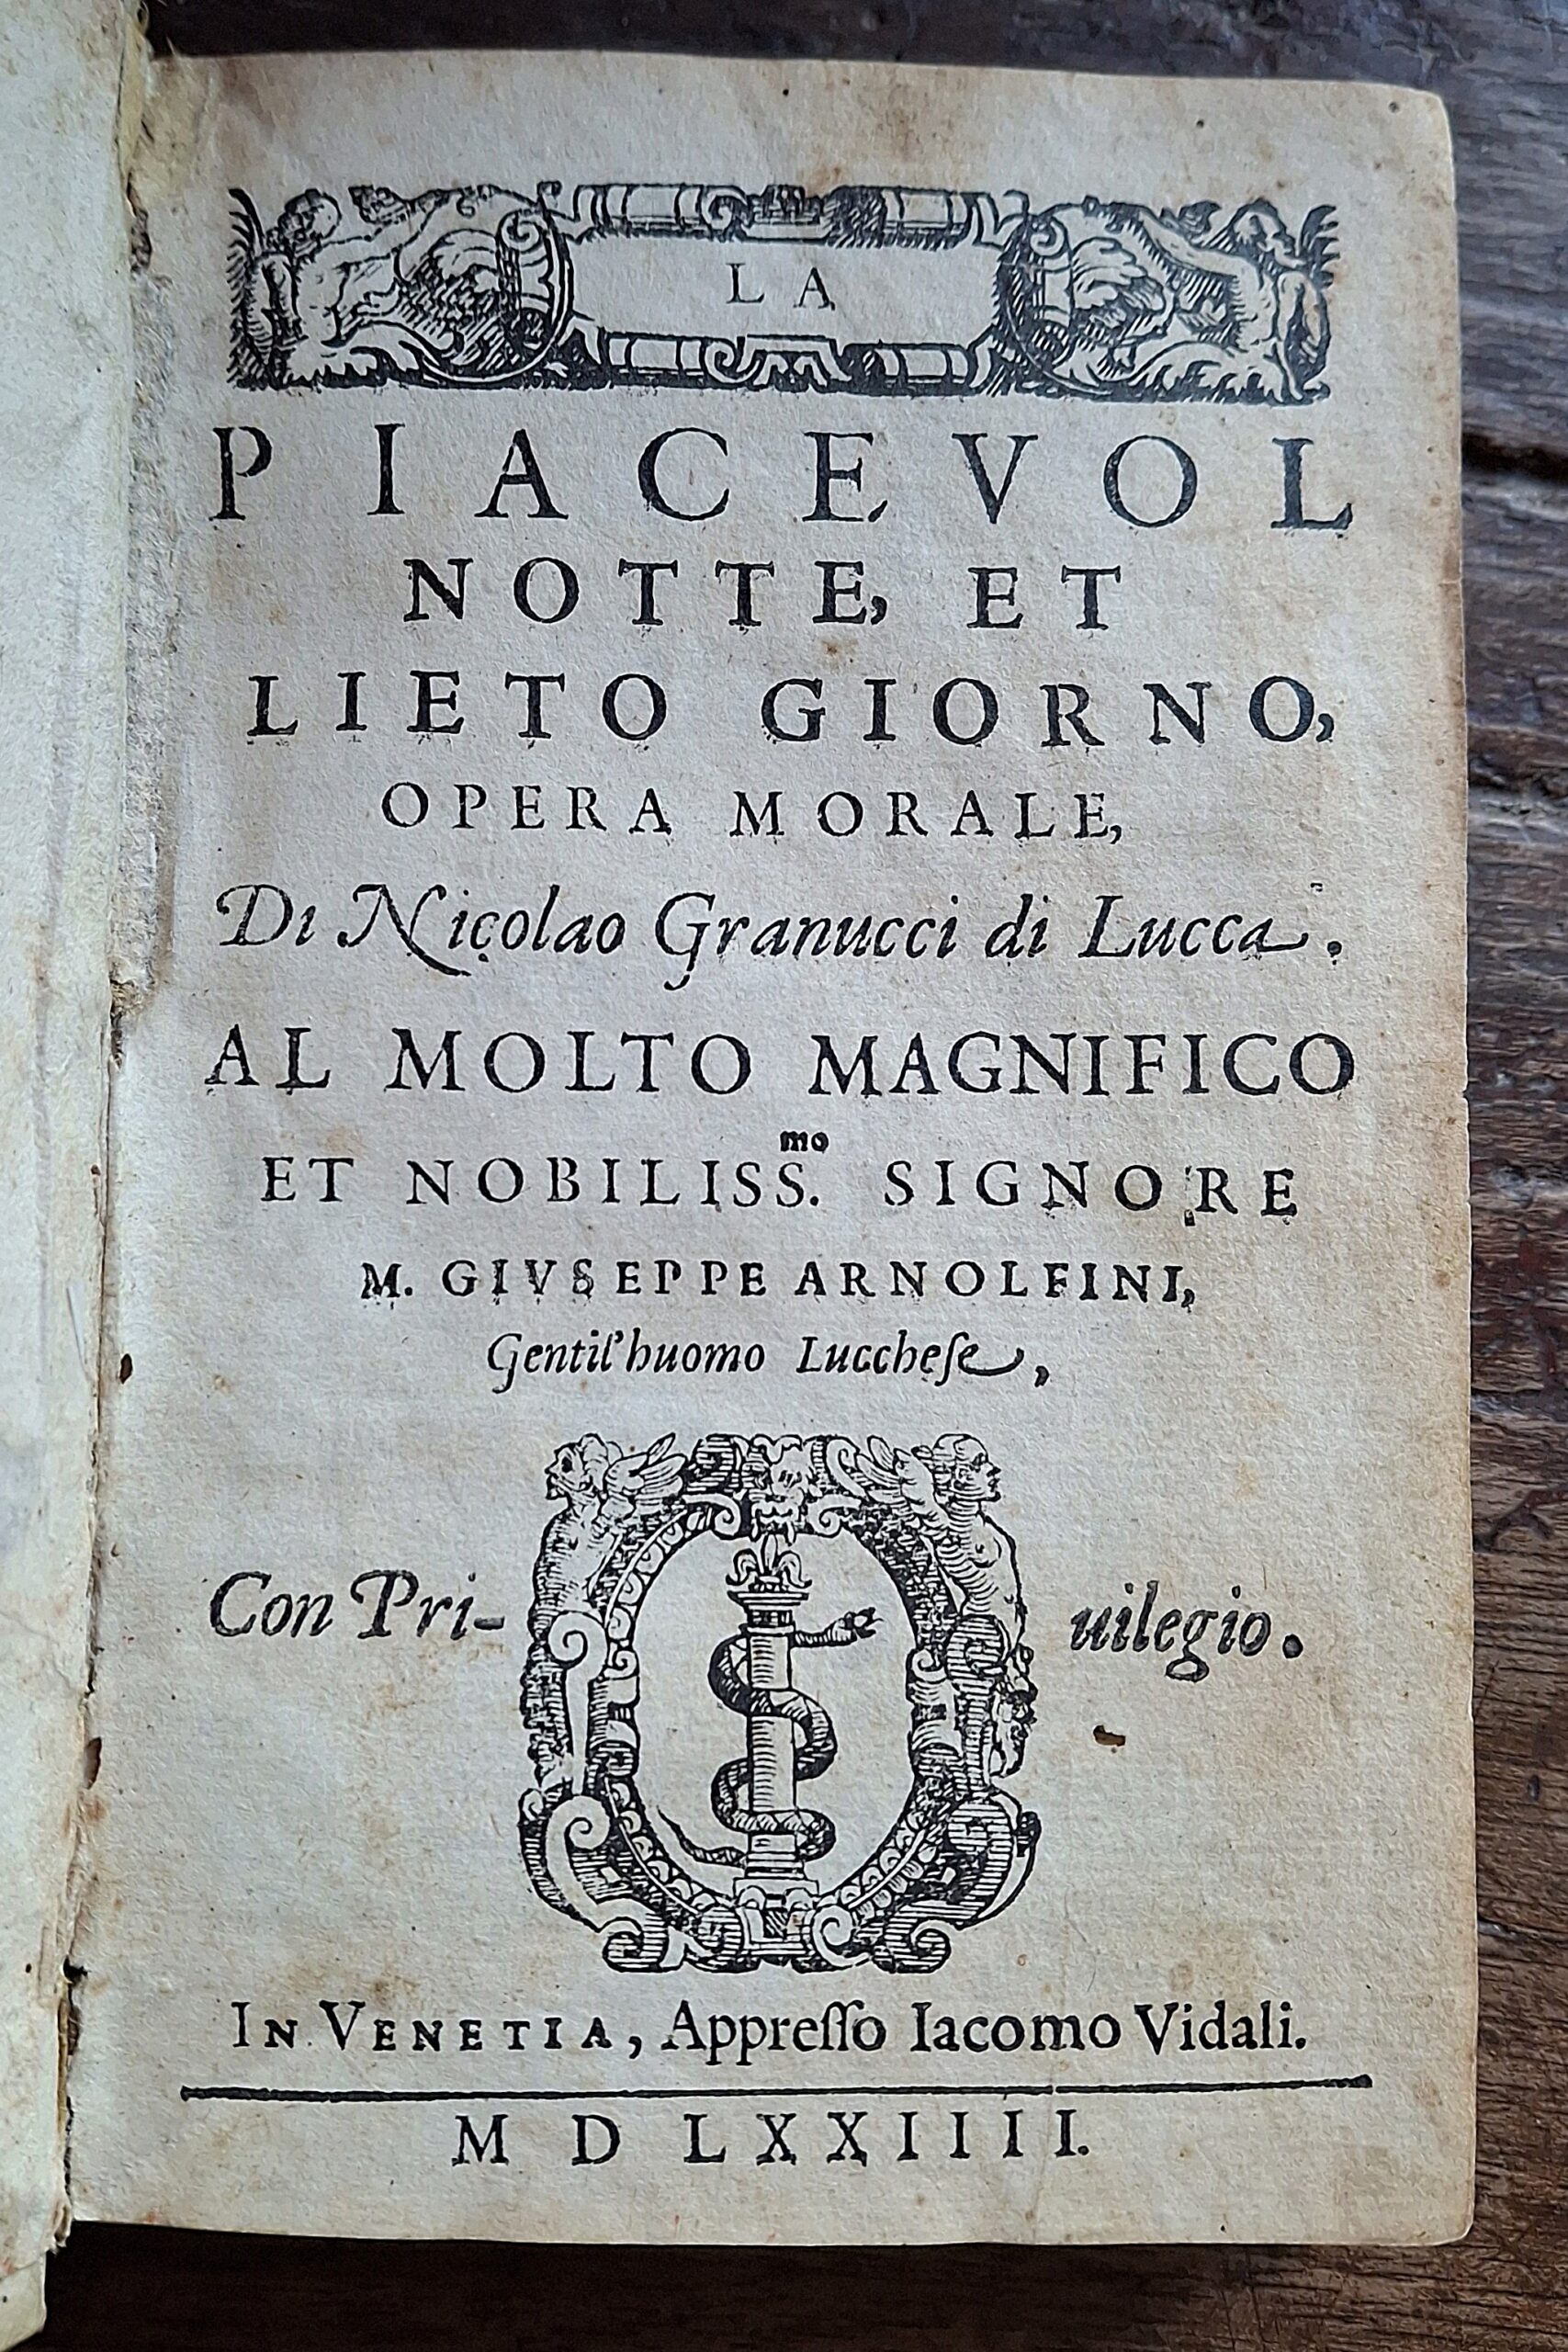 LA
PIACEVOL
NOTTE, ET
LIETO GIORNO,
OPERA MORALE,
Di Nicolao Granucci di Lucca.
AL MOLTO MAGNIFICO
ET NOBILISS.mo SIGNORE
M. GIVSEPPE ARNOLFINI,
Gentil'huomo Luccheſe,
Con Pri-uilegio.
IN VENETIA, Appreſſo Iacomo Vidali.
M D LXXIIII.